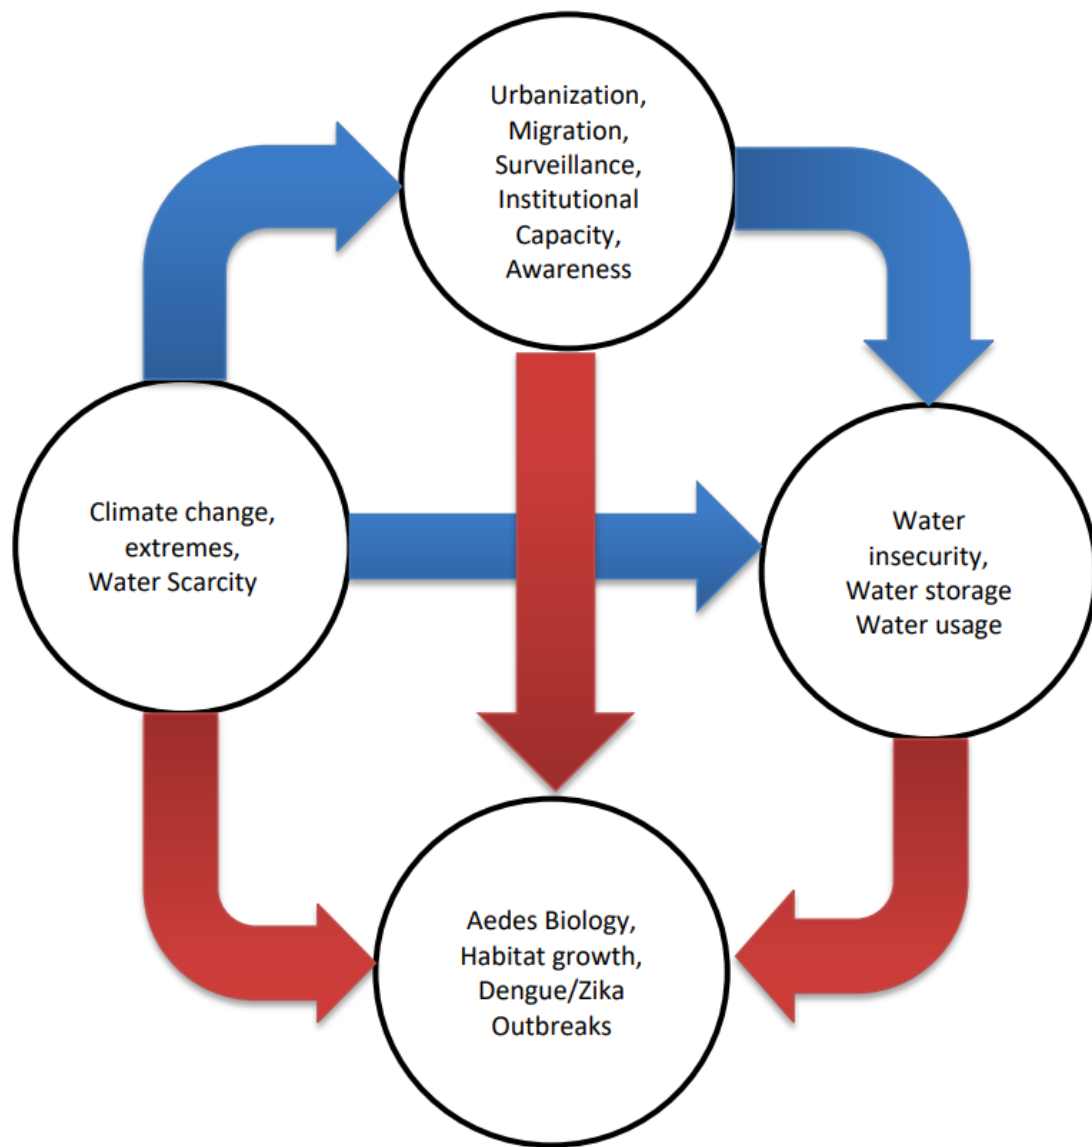 Urbanization,
Migration,
Surveillance,
Institutional
Capacity,
Awareness
Climate change,
extremes,
Water Scarcity
Water
insecurity,
Water storage
Water usage
Aedes Biology,
Habitat growth,
Dengue/Zika
Outbreaks